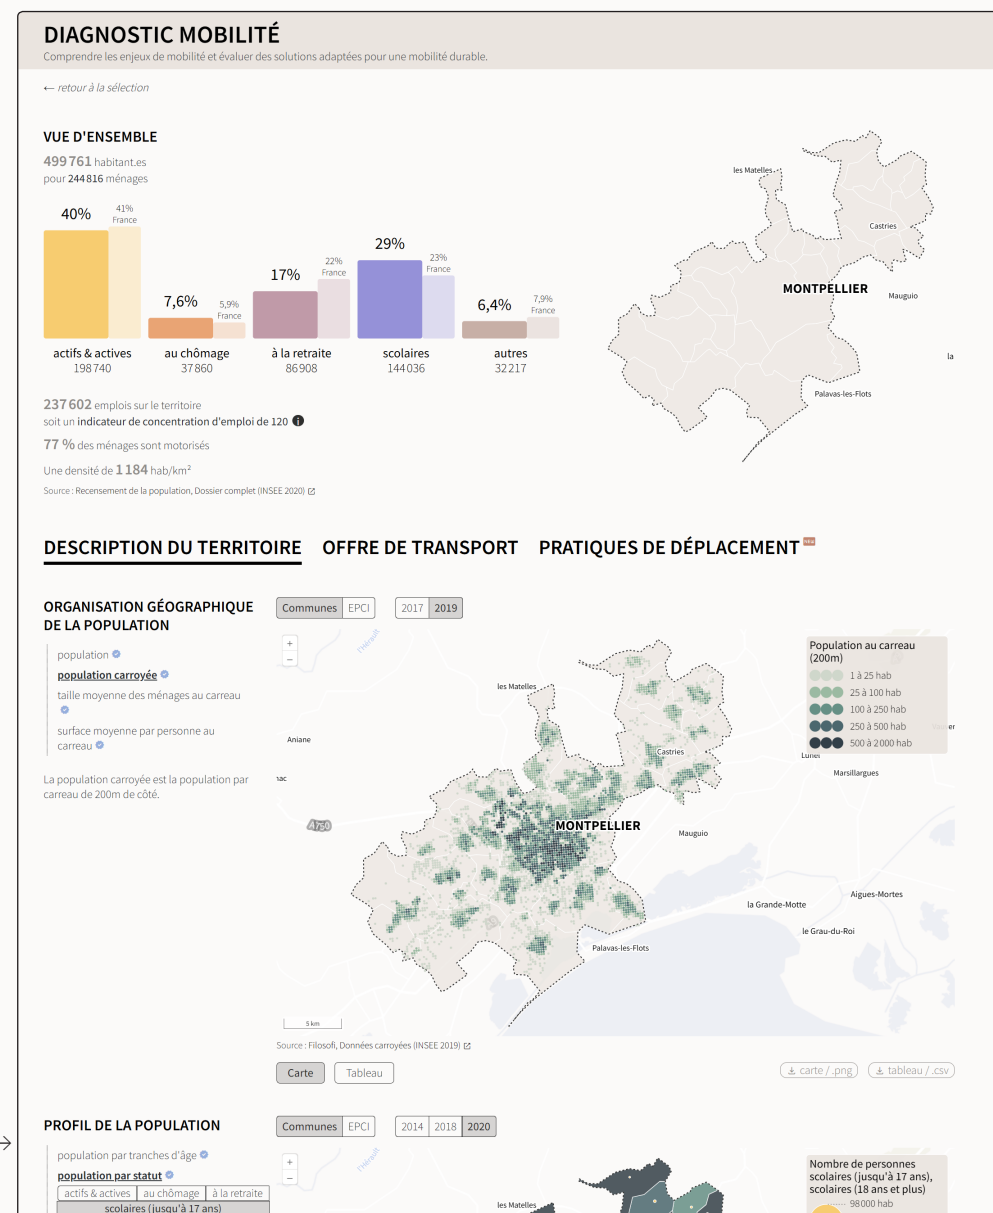 DIAGNOSTIC MOBILITÉ
Comprendre les enjeux de mobilité et évaluer des solutions adaptées pour une mobilité durable.
← retour à la sélection
VUE D'ENSEMBLE
499 761 habitant.es
pour 244 816 ménages
40%
41%
France
7,6%
5,9%
France
17%
22%
France
29%
23%
France
6,4%
7,9%
France
actifs & actives
198 740
au chômage
37 860
à la retraite
86 908
scolaires
144 036
autres
32 217
237 602 emplois sur le territoire
soit un indicateur de concentration d'emploi de 120
77 % des ménages sont motorisés
Une densité de 1 184 hab/km²
Source : Recensement de la population, Dossier complet (INSEE 2020)
les Matelles
Castries
MONTPELLIER
Mauguio
la
Palavas-les-Flots
DESCRIPTION DU TERRITOIRE OFFRE DE TRANSPORT PRATIQUES DE DÉPLACEMENT
ORGANISATION GÉOGRAPHIQUE
DE LA POPULATION
population
population carroyée
taille moyenne des ménages au carreau
surface moyenne par personne au
carreau
La population carroyée est la population par
carreau de 200m de côté.
Communes EPCI 2017 2019
+
−
l'Hérault
les Matelles
Aniane
nac
A750
Castries
MONTPELLIER
Mauguio
Lunel
Marsillargues
Aigues-Mortes
la Grande-Motte
le Grau-du-Roi
Palavas-les-Flots
5 km
Population au carreau
(200m)
1 à 25 hab
25 à 100 hab
100 à 250 hab
250 à 500 hab
500 à 2 000 hab
Source : Filosofi, Données carroyées (INSEE 2019)
Carte Tableau
carte / .png tableau / .csv
PROFIL DE LA POPULATION
population par tranches d'âge
population par statut
actifs & actives au chômage à la retraite
scolaires (jusqu'à 17 ans)
Communes EPCI 2014 2018 2020
+
−
l'Hérault
les Matelles
Nombre de personnes
scolaires (jusqu'à 17 ans),
scolaires (18 ans et plus)
98 000 hab